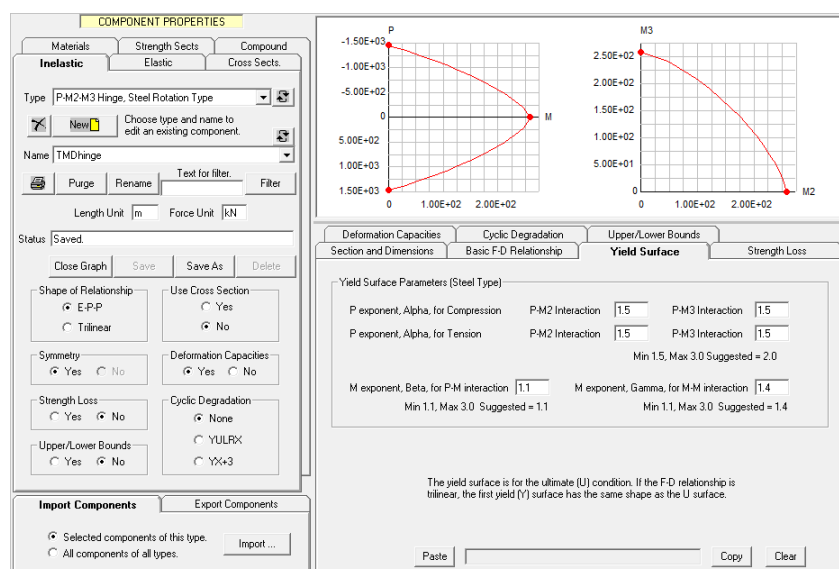 COMPONENT PROPERTIES
Materials Strength Sects Compound
Inelastic Elastic Cross Sects.
Type P-M2-M3 Hinge, Steel Rotation Type
New Choose type and name to
edit an existing component.
Name TMDhinge
Text for filter.
Purge Rename Filter
Length Unit m Force Unit kN
Status Saved.
Close Graph Save Save As Delete
Shape of Relationship
E-P-P
Trilinear
Use Cross Section
Yes
No
Symmetry
Yes No
Deformation Capacities
Yes No
Strength Loss
Yes No
Cyclic Degradation
None
YULRX
YX+3
Upper/Lower Bounds
Yes No
Import Components Export Components
Selected components of this type.
All components of all types.
Import ...
P
-1.50E+03
-1.00E+03
-5.00E+02
0
5.00E+02
1.00E+03
1.50E+03
M
0 1.00E+02 2.00E+02
M3
2.50E+02
2.00E+02
1.50E+02
1.00E+02
5.00E+01
0
M2
0 1.00E+02 2.00E+02
Deformation Capacities Cyclic Degradation Upper/Lower Bounds
Section and Dimensions Basic F-D Relationship Yield Surface Strength Loss
Yield Surface Parameters (Steel Type)
P exponent, Alpha, for Compression P-M2 Interaction 1.5 P-M3 Interaction 1.5
P exponent, Alpha, for Tension P-M2 Interaction 1.5 P-M3 Interaction 1.5
Min 1.5, Max 3.0 Suggested = 2.0
M exponent, Beta, for P-M interaction 1.1 M exponent, Gamma, for M-M interaction 1.4
Min 1.1, Max 3.0 Suggested = 1.1 Min 1.1, Max 3.0 Suggested = 1.4
The yield surface is for the ultimate (U) condition. If the F-D relationship is
trilinear, the first yield (Y) surface has the same shape as the U surface.
Paste Copy Clear